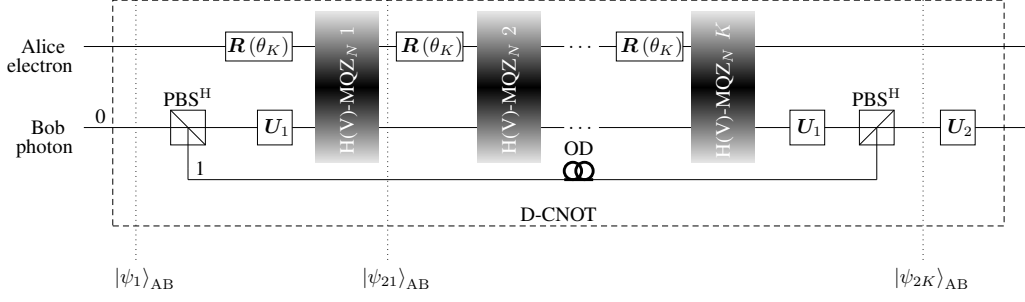 Alice
electron
R(θ_K)
H(V)-MQZ_N 1
R(θ_K)
H(V)-MQZ_N 2
···
R(θ_K)
H(V)-MQZ_N K
Bob
photon
0
PBS^H
U_1
···
U_1
PBS^H
U_2
1
OD
D-CNOT
|ψ_1⟩_AB
|ψ_21⟩_AB
|ψ_2K⟩_AB